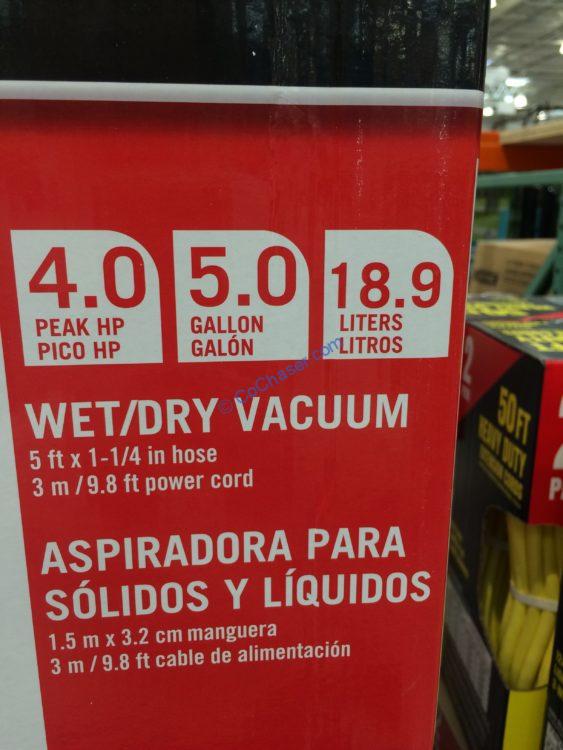 4.0
PEAK HP
PICO HP
5.0
GALLON
GALÓN
18.9
LITERS
LITROS
© CoChaser.com
WET/DRY VACUUM
5 ft x 1-1/4 in hose
3 m / 9.8 ft power cord
ASPIRADORA PARA
SÓLIDOS Y LÍQUIDOS
1.5 m x 3.2 cm manguera
3 m / 9.8 ft cable de alimentación
2
50FT
HEAVY DUTY